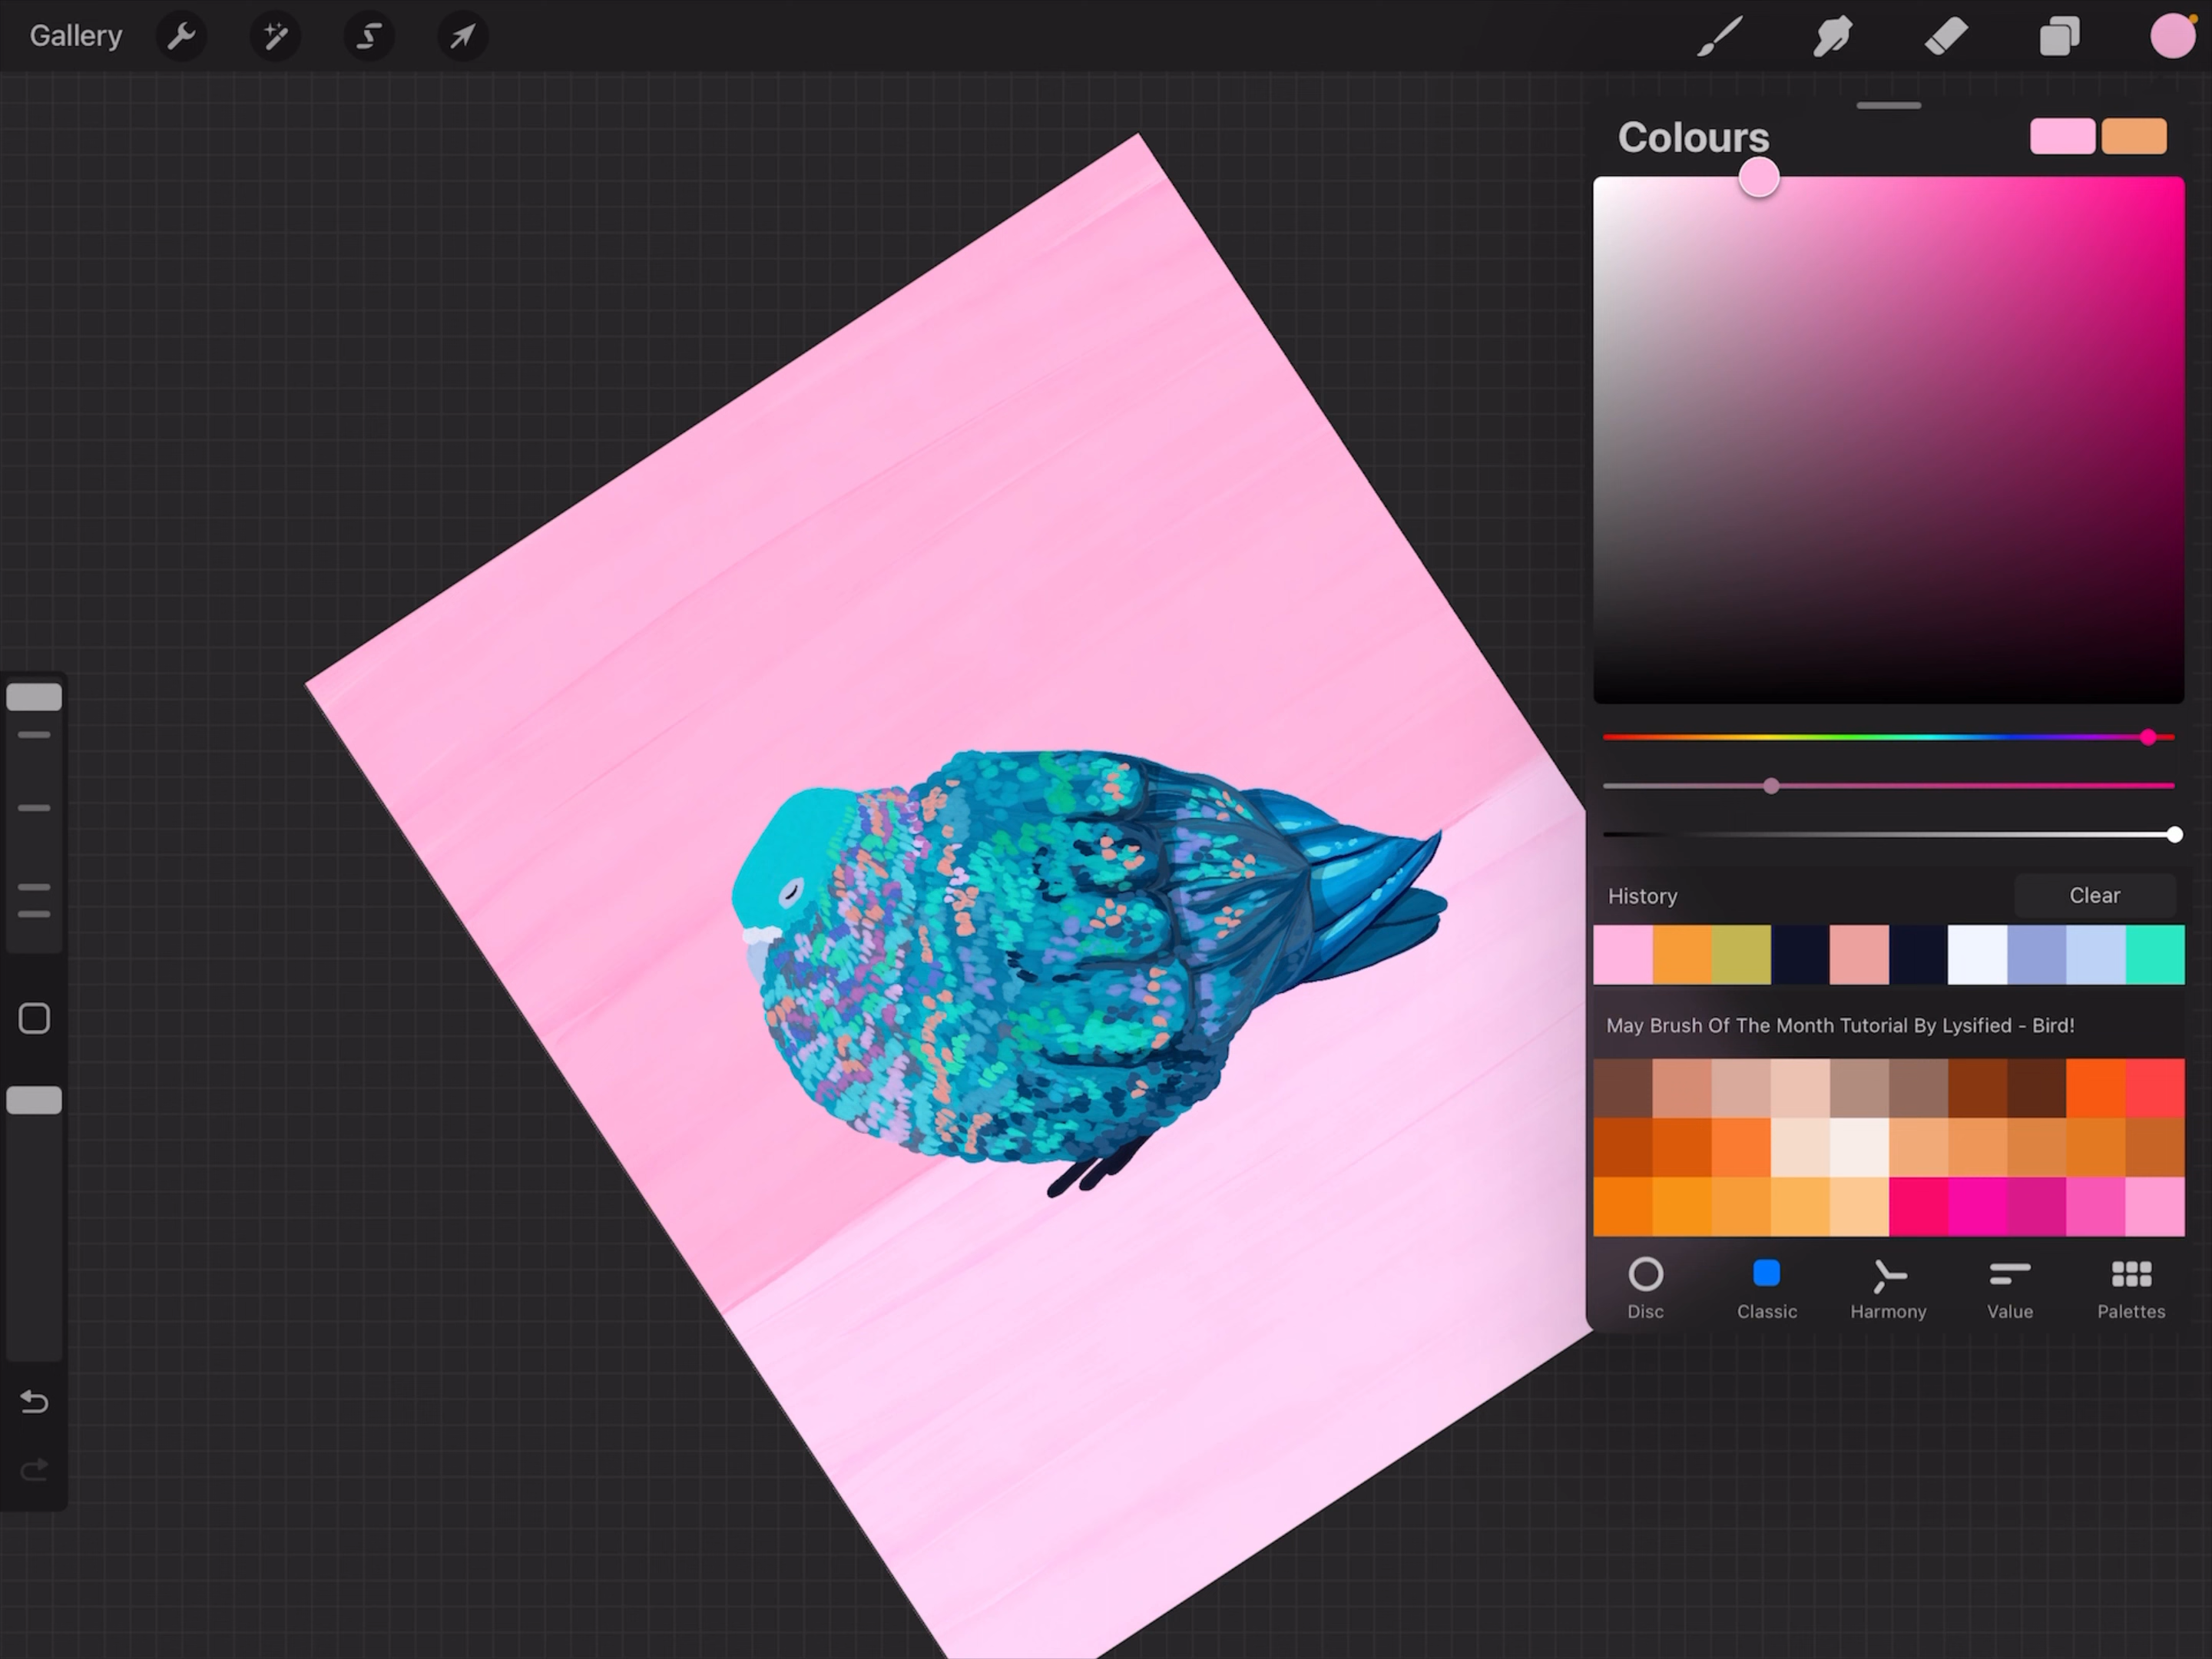 Gallery
Colours
History
Clear
May Brush Of The Month Tutorial By Lysified - Bird!
Disc
Classic
Harmony
Value
Palettes